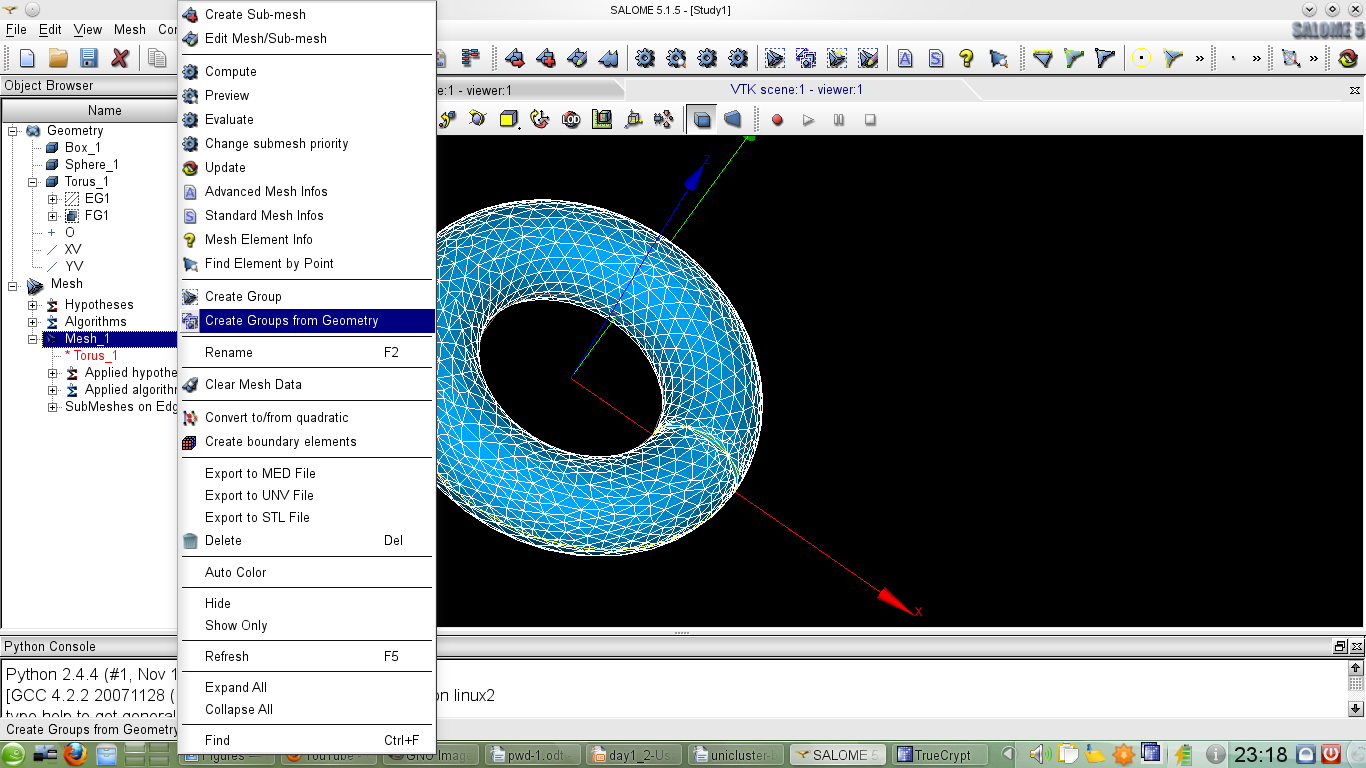 SALOME 5.1.5 - [Study1]
File Edit View Mesh
SALOME 5
Object Browser
Name
Geometry
Box_1
Sphere_1
Torus_1
EG1
FG1
O
XV
YV
Mesh
Hypotheses
Algorithms
Mesh_1
* Torus_1
Applied
Applied
SubMeshes on
Create Sub-mesh
Edit Mesh/Sub-mesh
Compute
Preview
Evaluate
Change submesh priority
Update
Advanced Mesh Infos
Standard Mesh Infos
Mesh Element Info
Find Element by Point
Create Group
Create Groups from Geometry
Rename F2
Clear Mesh Data
Convert to/from quadratic
Create boundary elements
Export to MED File
Export to UNV File
Export to STL File
Delete Del
Auto Color
Hide
Show Only
Refresh F5
Expand All
Collapse All
Find Ctrl+F
:1 - viewer:1
VTK scene:1 - viewer:1
Z
X
Python Console
Python 2.4.4 (#1, Nov 1
[GCC 4.2.2 20071128 ( on linux2
Create Groups from Geometry
YouTube
GNU
pwd-1.odt
day1_2-Us
unicluster-
SALOME 5
TrueCrypt
23:18